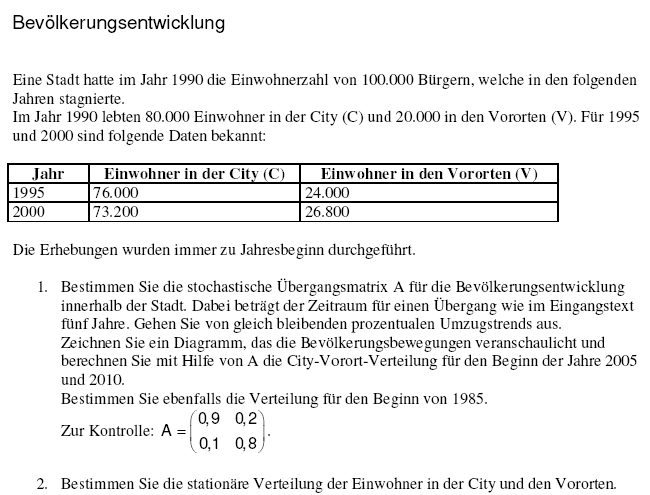 Bevölkerungsentwicklung
Eine Stadt hatte im Jahr 1990 die Einwohnerzahl von 100.000 Bürgern, welche in den folgenden
Jahren stagnierte.
Im Jahr 1990 lebten 80.000 Einwohner in der City (C) und 20.000 in den Vororten (V). Für 1995
und 2000 sind folgende Daten bekannt:
Jahr Einwohner in der City (C) Einwohner in den Vororten (V)
1995 76.000 24.000
2000 73.200 26.800
Die Erhebungen wurden immer zu Jahresbeginn durchgeführt.
1. Bestimmen Sie die stochastische Übergangsmatrix A für die Bevölkerungsentwicklung
innerhalb der Stadt. Dabei beträgt der Zeitraum für einen Übergang wie im Eingangstext
fünf Jahre. Gehen Sie von gleich bleibenden prozentualen Umzugstrends aus.
Zeichnen Sie ein Diagramm, das die Bevölkerungsbewegungen veranschaulicht und
berechnen Sie mit Hilfe von A die City-Vorort-Verteilung für den Beginn der Jahre 2005
und 2010.
Bestimmen Sie ebenfalls die Verteilung für den Beginn von 1985.
0,9 0,2
Zur Kontrolle: A = ( ).
0,1 0,8
2. Bestimmen Sie die stationäre Verteilung der Einwohner in der City und den Vororten.